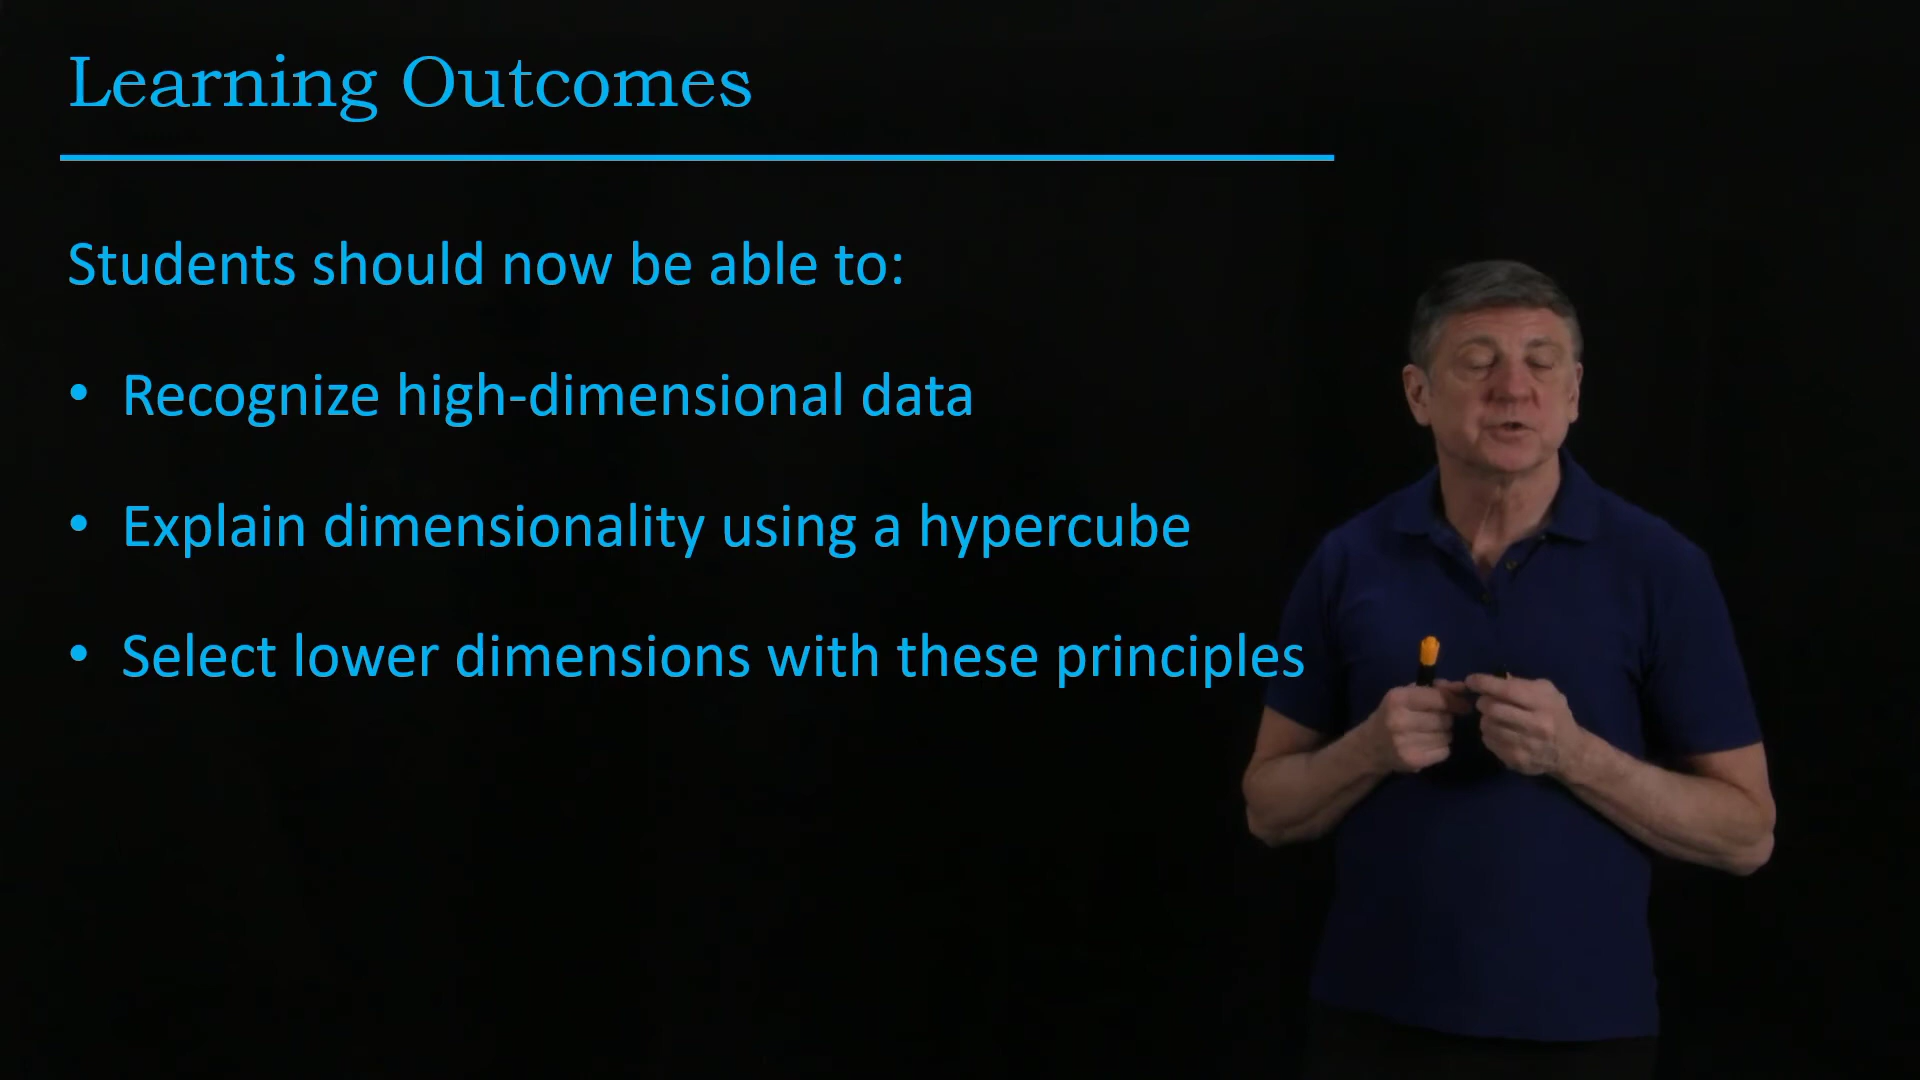 Learning Outcomes
Students should now be able to:
• Recognize high-dimensional data
• Explain dimensionality using a hypercube
• Select lower dimensions with these principles